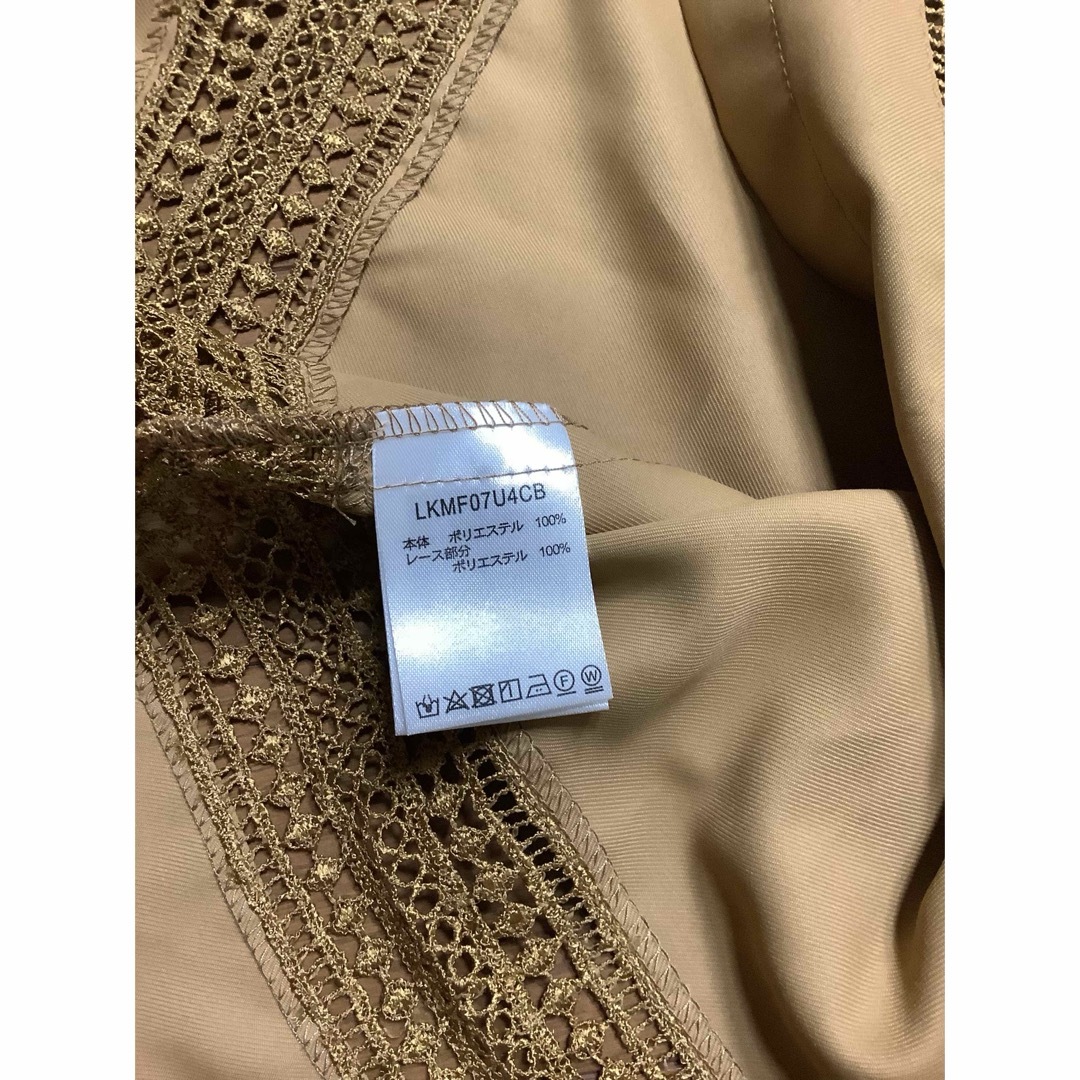 LKMF07U4CB
本体 ポリエステル 100%
レース部分
ポリエステル 100%
F W